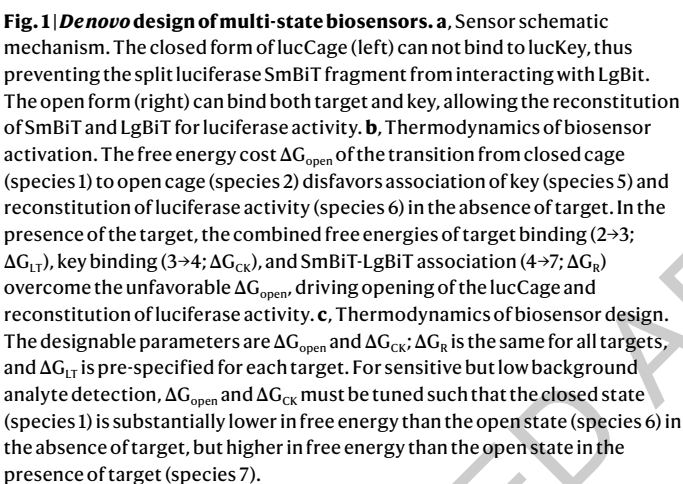 Fig. 1 | De novo design of multi-state biosensors. a, Sensor schematic
mechanism. The closed form of lucCage (left) can not bind to lucKey, thus
preventing the split luciferase SmBiT fragment from interacting with LgBit.
The open form (right) can bind both target and key, allowing the reconstitution
of SmBiT and LgBiT for luciferase activity. b, Thermodynamics of biosensor
activation. The free energy cost ΔGopen of the transition from closed cage
(species 1) to open cage (species 2) disfavors association of key (species 5) and
reconstitution of luciferase activity (species 6) in the absence of target. In the
presence of the target, the combined free energies of target binding (2→3;
ΔGLT), key binding (3→4; ΔGCK), and SmBiT-LgBiT association (4→7; ΔGR)
overcome the unfavorable ΔGopen, driving opening of the lucCage and
reconstitution of luciferase activity. c, Thermodynamics of biosensor design.
The designable parameters are ΔGopen and ΔGCK; ΔGR is the same for all targets,
and ΔGLT is pre-specified for each target. For sensitive but low background
analyte detection, ΔGopen and ΔGCK must be tuned such that the closed state
(species 1) is substantially lower in free energy than the open state (species 6) in
the absence of target, but higher in free energy than the open state in the
presence of target (species 7).